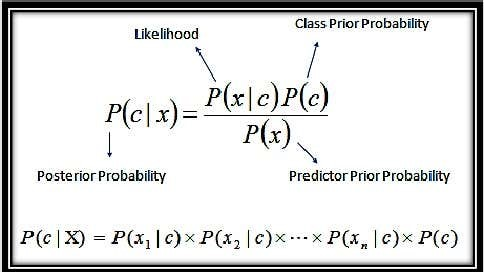 Likelihood
Class Prior Probability
P(c | x) = P(x | c)P(c) / P(x)
Posterior Probability
Predictor Prior Probability
P(c | X) = P(x₁ | c) × P(x₂ | c) × ⋯ × P(xₙ | c) × P(c)